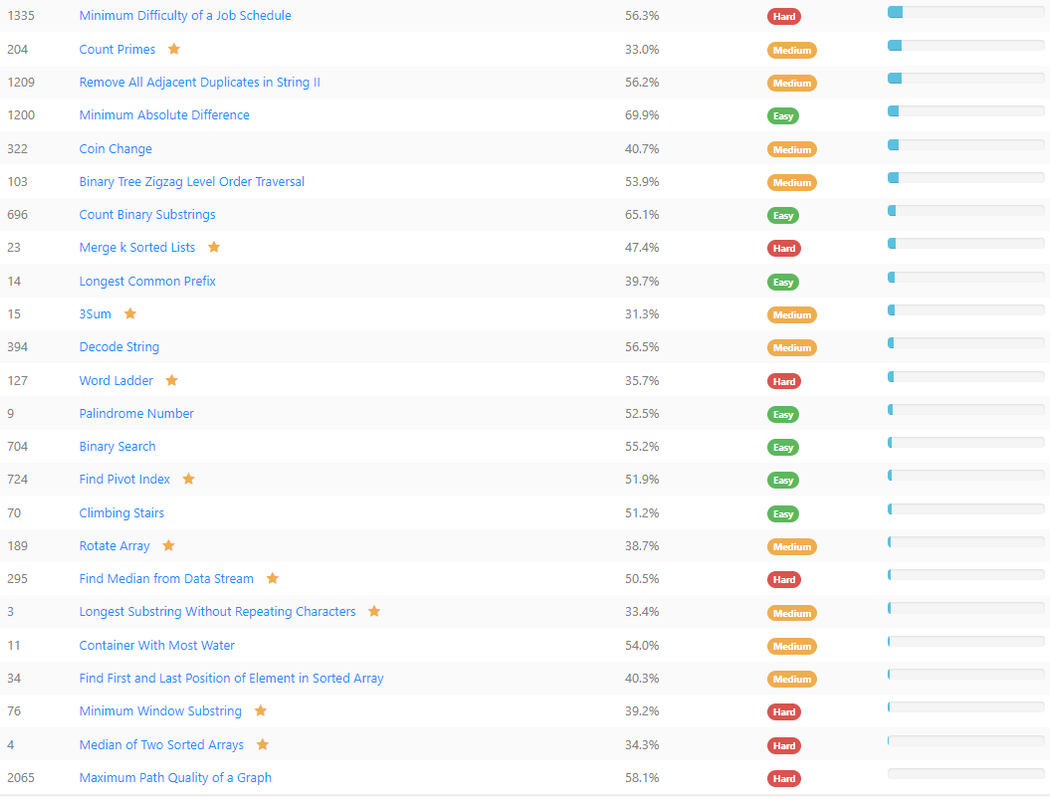 1335 Minimum Difficulty of a Job Schedule 56.3% Hard
204 Count Primes 33.0% Medium
1209 Remove All Adjacent Duplicates in String II 56.2% Medium
1200 Minimum Absolute Difference 69.9% Easy
322 Coin Change 40.7% Medium
103 Binary Tree Zigzag Level Order Traversal 53.9% Medium
696 Count Binary Substrings 65.1% Easy
23 Merge k Sorted Lists 47.4% Hard
14 Longest Common Prefix 39.7% Easy
15 3Sum 31.3% Medium
394 Decode String 56.5% Medium
127 Word Ladder 35.7% Hard
9 Palindrome Number 52.5% Easy
704 Binary Search 55.2% Easy
724 Find Pivot Index 51.9% Easy
70 Climbing Stairs 51.2% Easy
189 Rotate Array 38.7% Medium
295 Find Median from Data Stream 50.5% Hard
3 Longest Substring Without Repeating Characters 33.4% Medium
11 Container With Most Water 54.0% Medium
34 Find First and Last Position of Element in Sorted Array 40.3% Medium
76 Minimum Window Substring 39.2% Hard
4 Median of Two Sorted Arrays 34.3% Hard
2065 Maximum Path Quality of a Graph 58.1% Hard